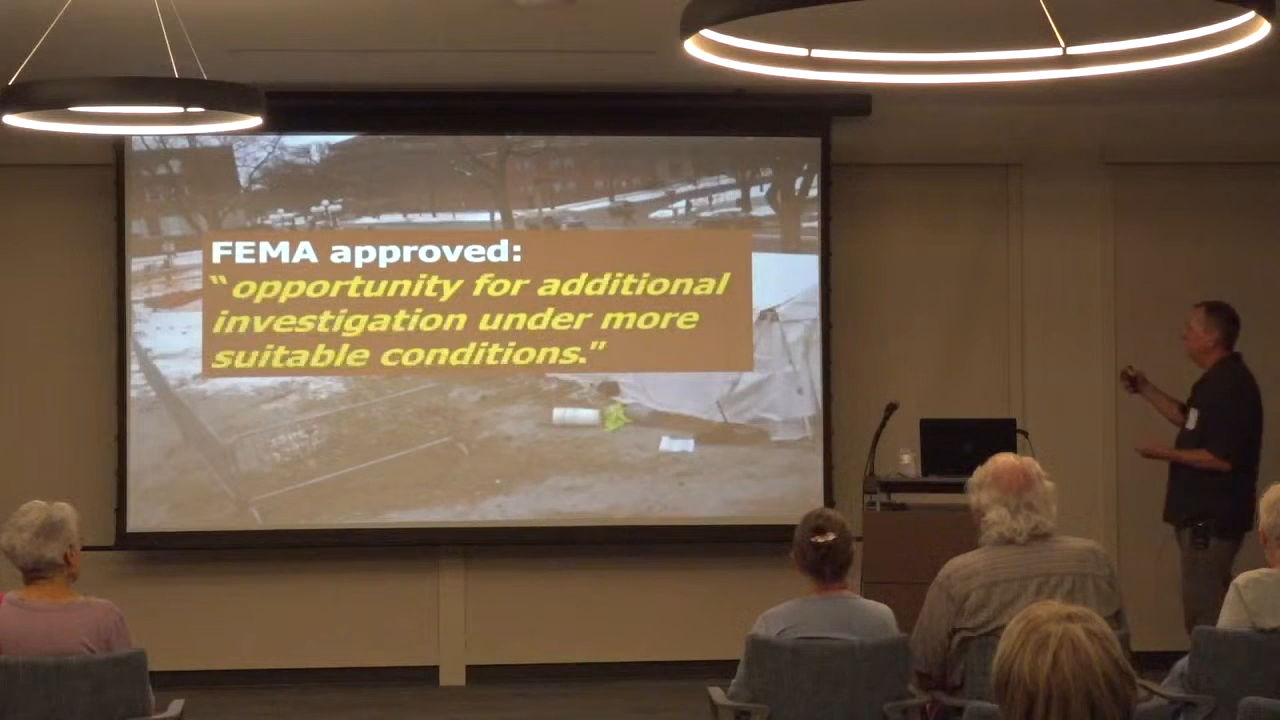 FEMA approved:
“opportunity for additional
investigation under more
suitable conditions.”